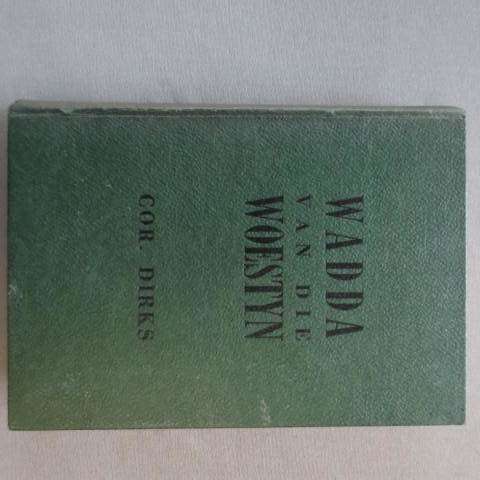 WADDA
VAN DIE
WOESTYN
COR DIRKS